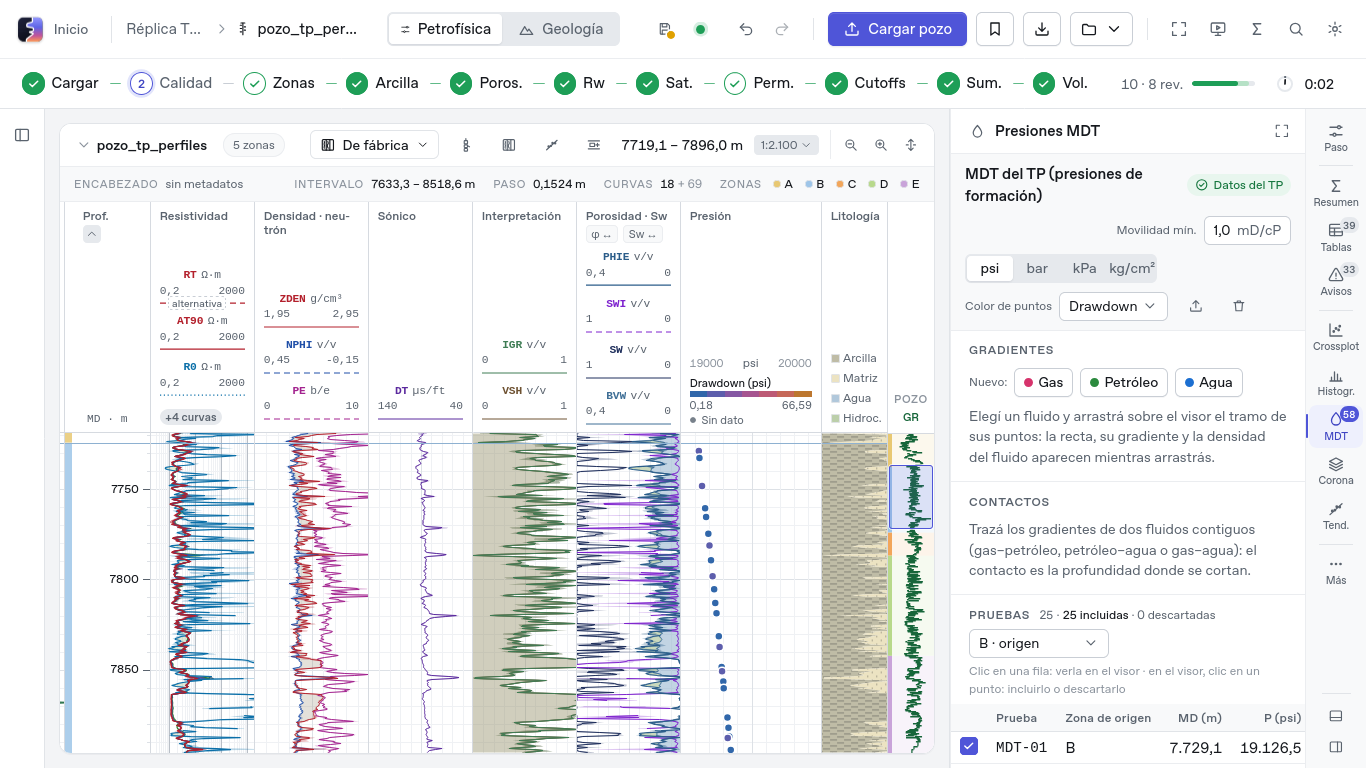 Inicio
Réplica T...
pozo_tp_per...
Petrofísica
Geología
Cargar pozo
Cargar
2
Calidad
Zonas
Arcilla
Poros.
Rw
Sat.
Perm.
Cutoffs
Sum.
Vol.
10 · 8 rev.
0:02
pozo_tp_perfiles
5 zonas
De fábrica
7719,1 – 7896,0 m
1:2.100
ENCABEZADO sin metadatos
INTERVALO 7633,3 – 8518,6 m
PASO 0,1524 m
CURVAS 18 + 69
ZONAS
A
B
C
D
E
Prof.
MD · m
Resistividad
RT Ω·m
0,2 2000
alternativa
AT90 Ω·m
0,2 2000
R0 Ω·m
0,2 2000
+4 curvas
Densidad · neu-
trón
ZDEN g/cm³
1,95 2,95
NPHI v/v
0,45 -0,15
PE b/e
0 10
Sónico
DT µs/ft
140 40
Interpretación
IGR v/v
0 1
VSH v/v
0 1
Porosidad · Sw
φ ↔ Sw ↔
PHIE v/v
0,4 0
SWI v/v
1 0
SW v/v
1 0
BVW v/v
0,4 0
Presión
19000 psi 20000
Drawdown (psi)
0,18 66,59
Sin dato
Litología
Arcilla
Matriz
Agua
Hidroc.
POZO
GR
7750
7800
7850
Presiones MDT
MDT del TP (presiones de
formación)
Datos del TP
Movilidad mín.
1,0 mD/cP
psi
bar
kPa
kg/cm²
Color de puntos
Drawdown
GRADIENTES
Nuevo:
Gas
Petróleo
Agua
Elegí un fluido y arrastrá sobre el visor el tramo de
sus puntos: la recta, su gradiente y la densidad
del fluido aparecen mientras arrastrás.
CONTACTOS
Trazá los gradientes de dos fluidos contiguos
(gas–petróleo, petróleo–agua o gas–agua): el
contacto es la profundidad donde se cortan.
PRUEBAS 25 · 25 incluidas · 0 descartadas
B · origen
Clic en una fila: verla en el visor · en el visor, clic en un
punto: incluirlo o descartarlo
Prueba
Zona de origen
MD (m)
P (psi)
MDT-01
B
7.729,1
19.126,5
Paso
Resumen
39
Tablas
33
Avisos
Crossplot
Histogr.
58
MDT
Corona
Tend.
Más